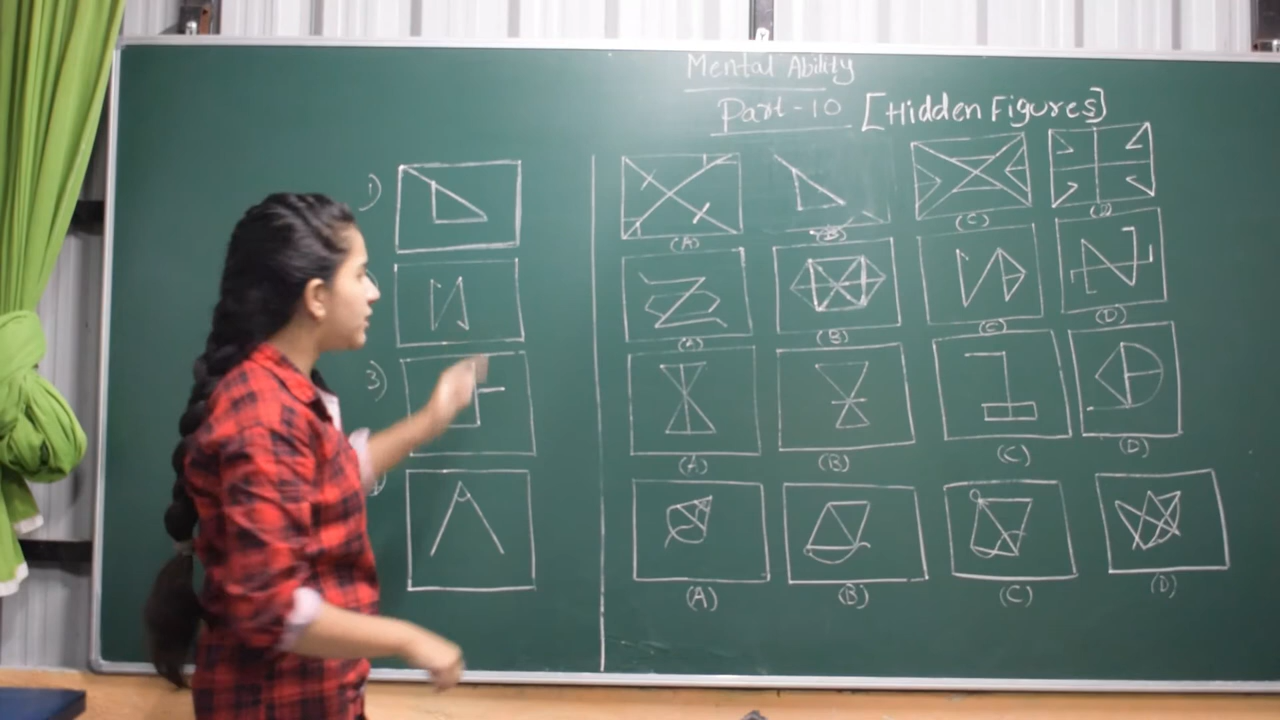 Mental Ability
Part-10 [Hidden Figures]
1)
(A) (B) (C) (D)
(A) (B) (C) (D)
3)
(A) (B) (C) (D)
(A) (B) (C) (D)